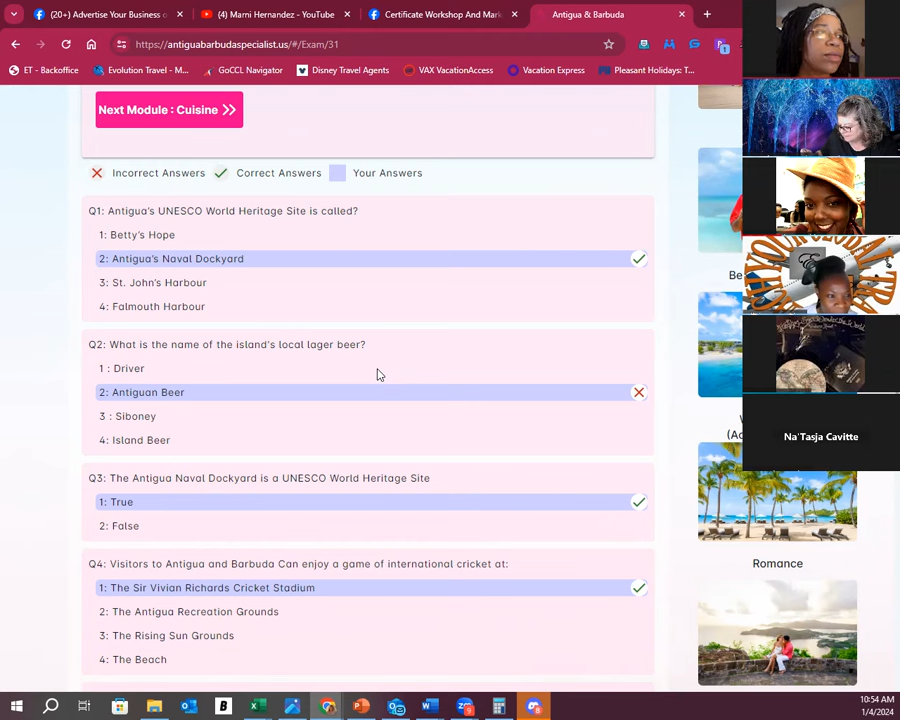 (20+) Advertise Your Business
(4) Marni Hernandez - YouTube
Certificate Workshop And Mark
Antigua & Barbuda
https://antiguabarbudaspecialist.us/#/Exam/31
ET - Backoffice
Evolution Travel - M...
GoCCL Navigator
Disney Travel Agents
VAX VacationAccess
Vacation Express
Pleasant Holidays: T...
Next Module : Cuisine >>
Incorrect Answers
Correct Answers
Your Answers
Q1: Antigua's UNESCO World Heritage Site is called?
1: Betty's Hope
2: Antigua's Naval Dockyard
3: St. John's Harbour
4: Falmouth Harbour
Q2: What is the name of the island's local lager beer?
1 : Driver
2: Antiguan Beer
3 : Siboney
4: Island Beer
Q3: The Antigua Naval Dockyard is a UNESCO World Heritage Site
1: True
2: False
Q4: Visitors to Antigua and Barbuda Can enjoy a game of international cricket at:
1: The Sir Vivian Richards Cricket Stadium
2: The Antigua Recreation Grounds
3: The Rising Sun Grounds
4: The Beach
Be
(Ac
Romance
Na'Tasja Cavitte
10:54 AM
1/4/2024